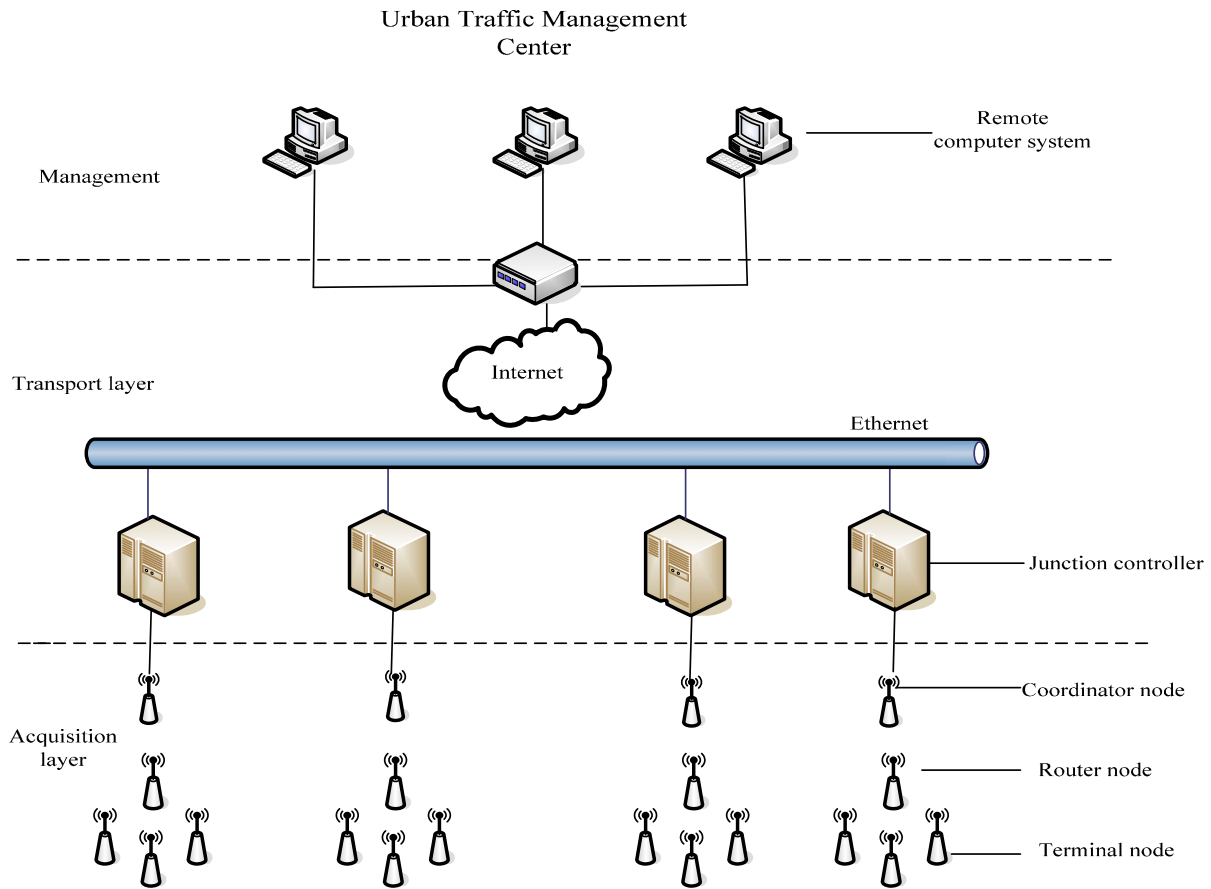 Urban Traffic Management
Center
Remote
computer system
Management
Internet
Transport layer
Ethernet
Junction controller
Coordinator node
Acquisition
layer
Router node
Terminal node